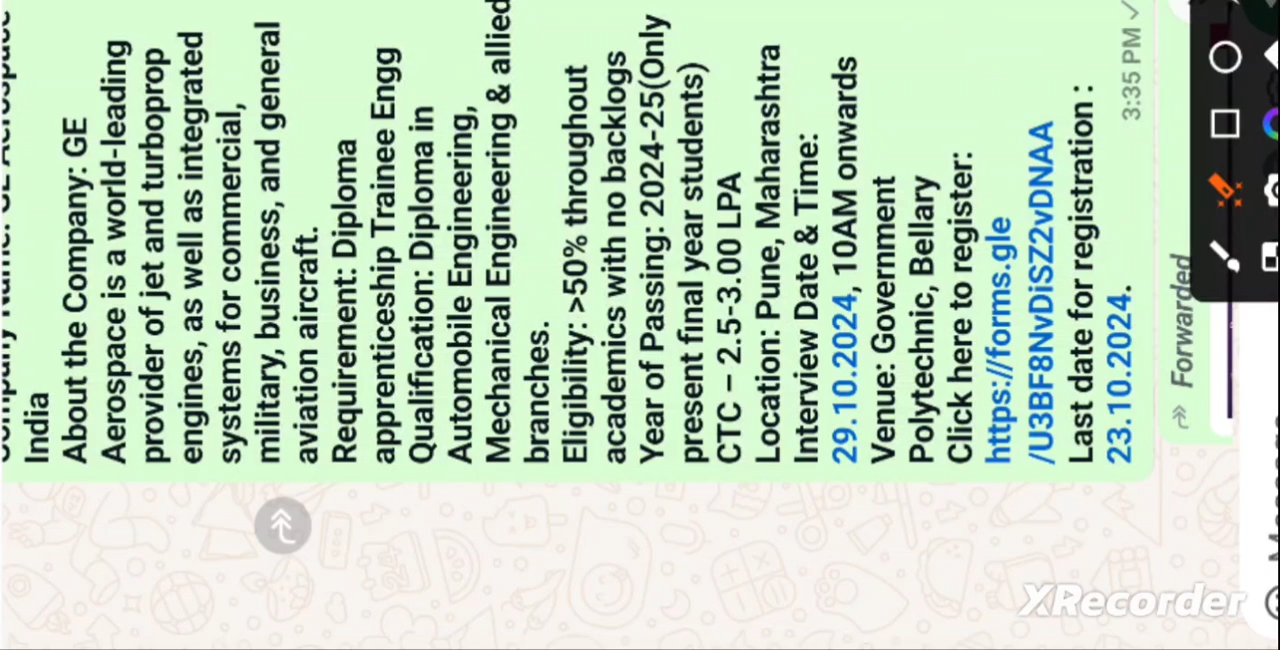 India
About the Company: GE
Aerospace is a world-leading
provider of jet and turboprop
engines, as well as integrated
systems for commercial,
military, business, and general
aviation aircraft.
Requirement: Diploma
apprenticeship Trainee Engg
Qualification: Diploma in
Automobile Engineering,
Mechanical Engineering & allied
branches.
Eligibility: >50% throughout
academics with no backlogs
Year of Passing: 2024-25(Only
present final year students)
CTC – 2.5-3.00 LPA
Location: Pune, Maharashtra
Interview Date & Time:
29.10.2024, 10AM onwards
Venue: Government
Polytechnic, Bellary
Click here to register:
https://forms.gle
/U3BF8NvDiSZ2vDNAA
Last date for registration :
23.10.2024.
3:35 PM
Forwarded
XRecorder